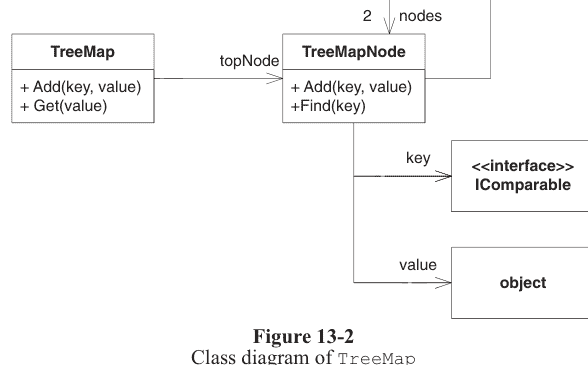 2 nodes
TreeMap
topNode
TreeMapNode
+ Add(key, value)
+ Get(value)
+ Add(key, value)
+Find(key)
key
<<interface>>
IComparable
value
object
Figure 13-2
Class diagram of TreeMap